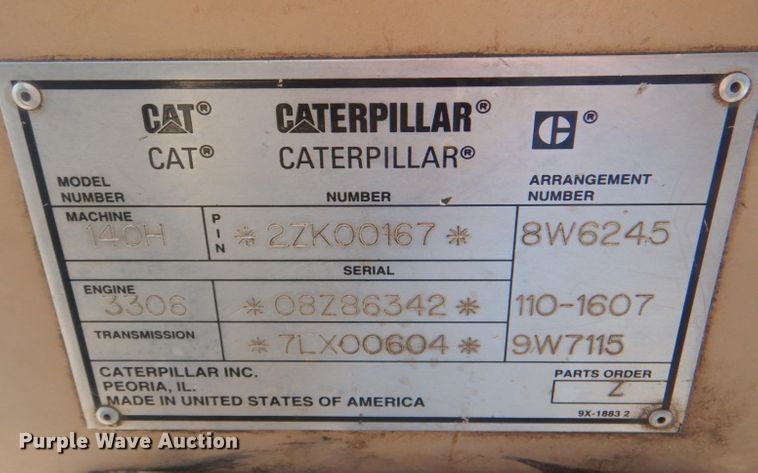 CAT® CATERPILLAR® C®
CAT® CATERPILLAR®
MODEL NUMBER NUMBER ARRANGEMENT NUMBER
MACHINE 140H PIN * 2ZK00167 * 8W6245
SERIAL
ENGINE 3306 * 08Z86342 * 110-1607
TRANSMISSION * 7LX00604 * 9W7115
CATERPILLAR INC. PARTS ORDER
PEORIA, IL. Z
MADE IN UNITED STATES OF AMERICA
9X-1883 2
Purple Wave Auction